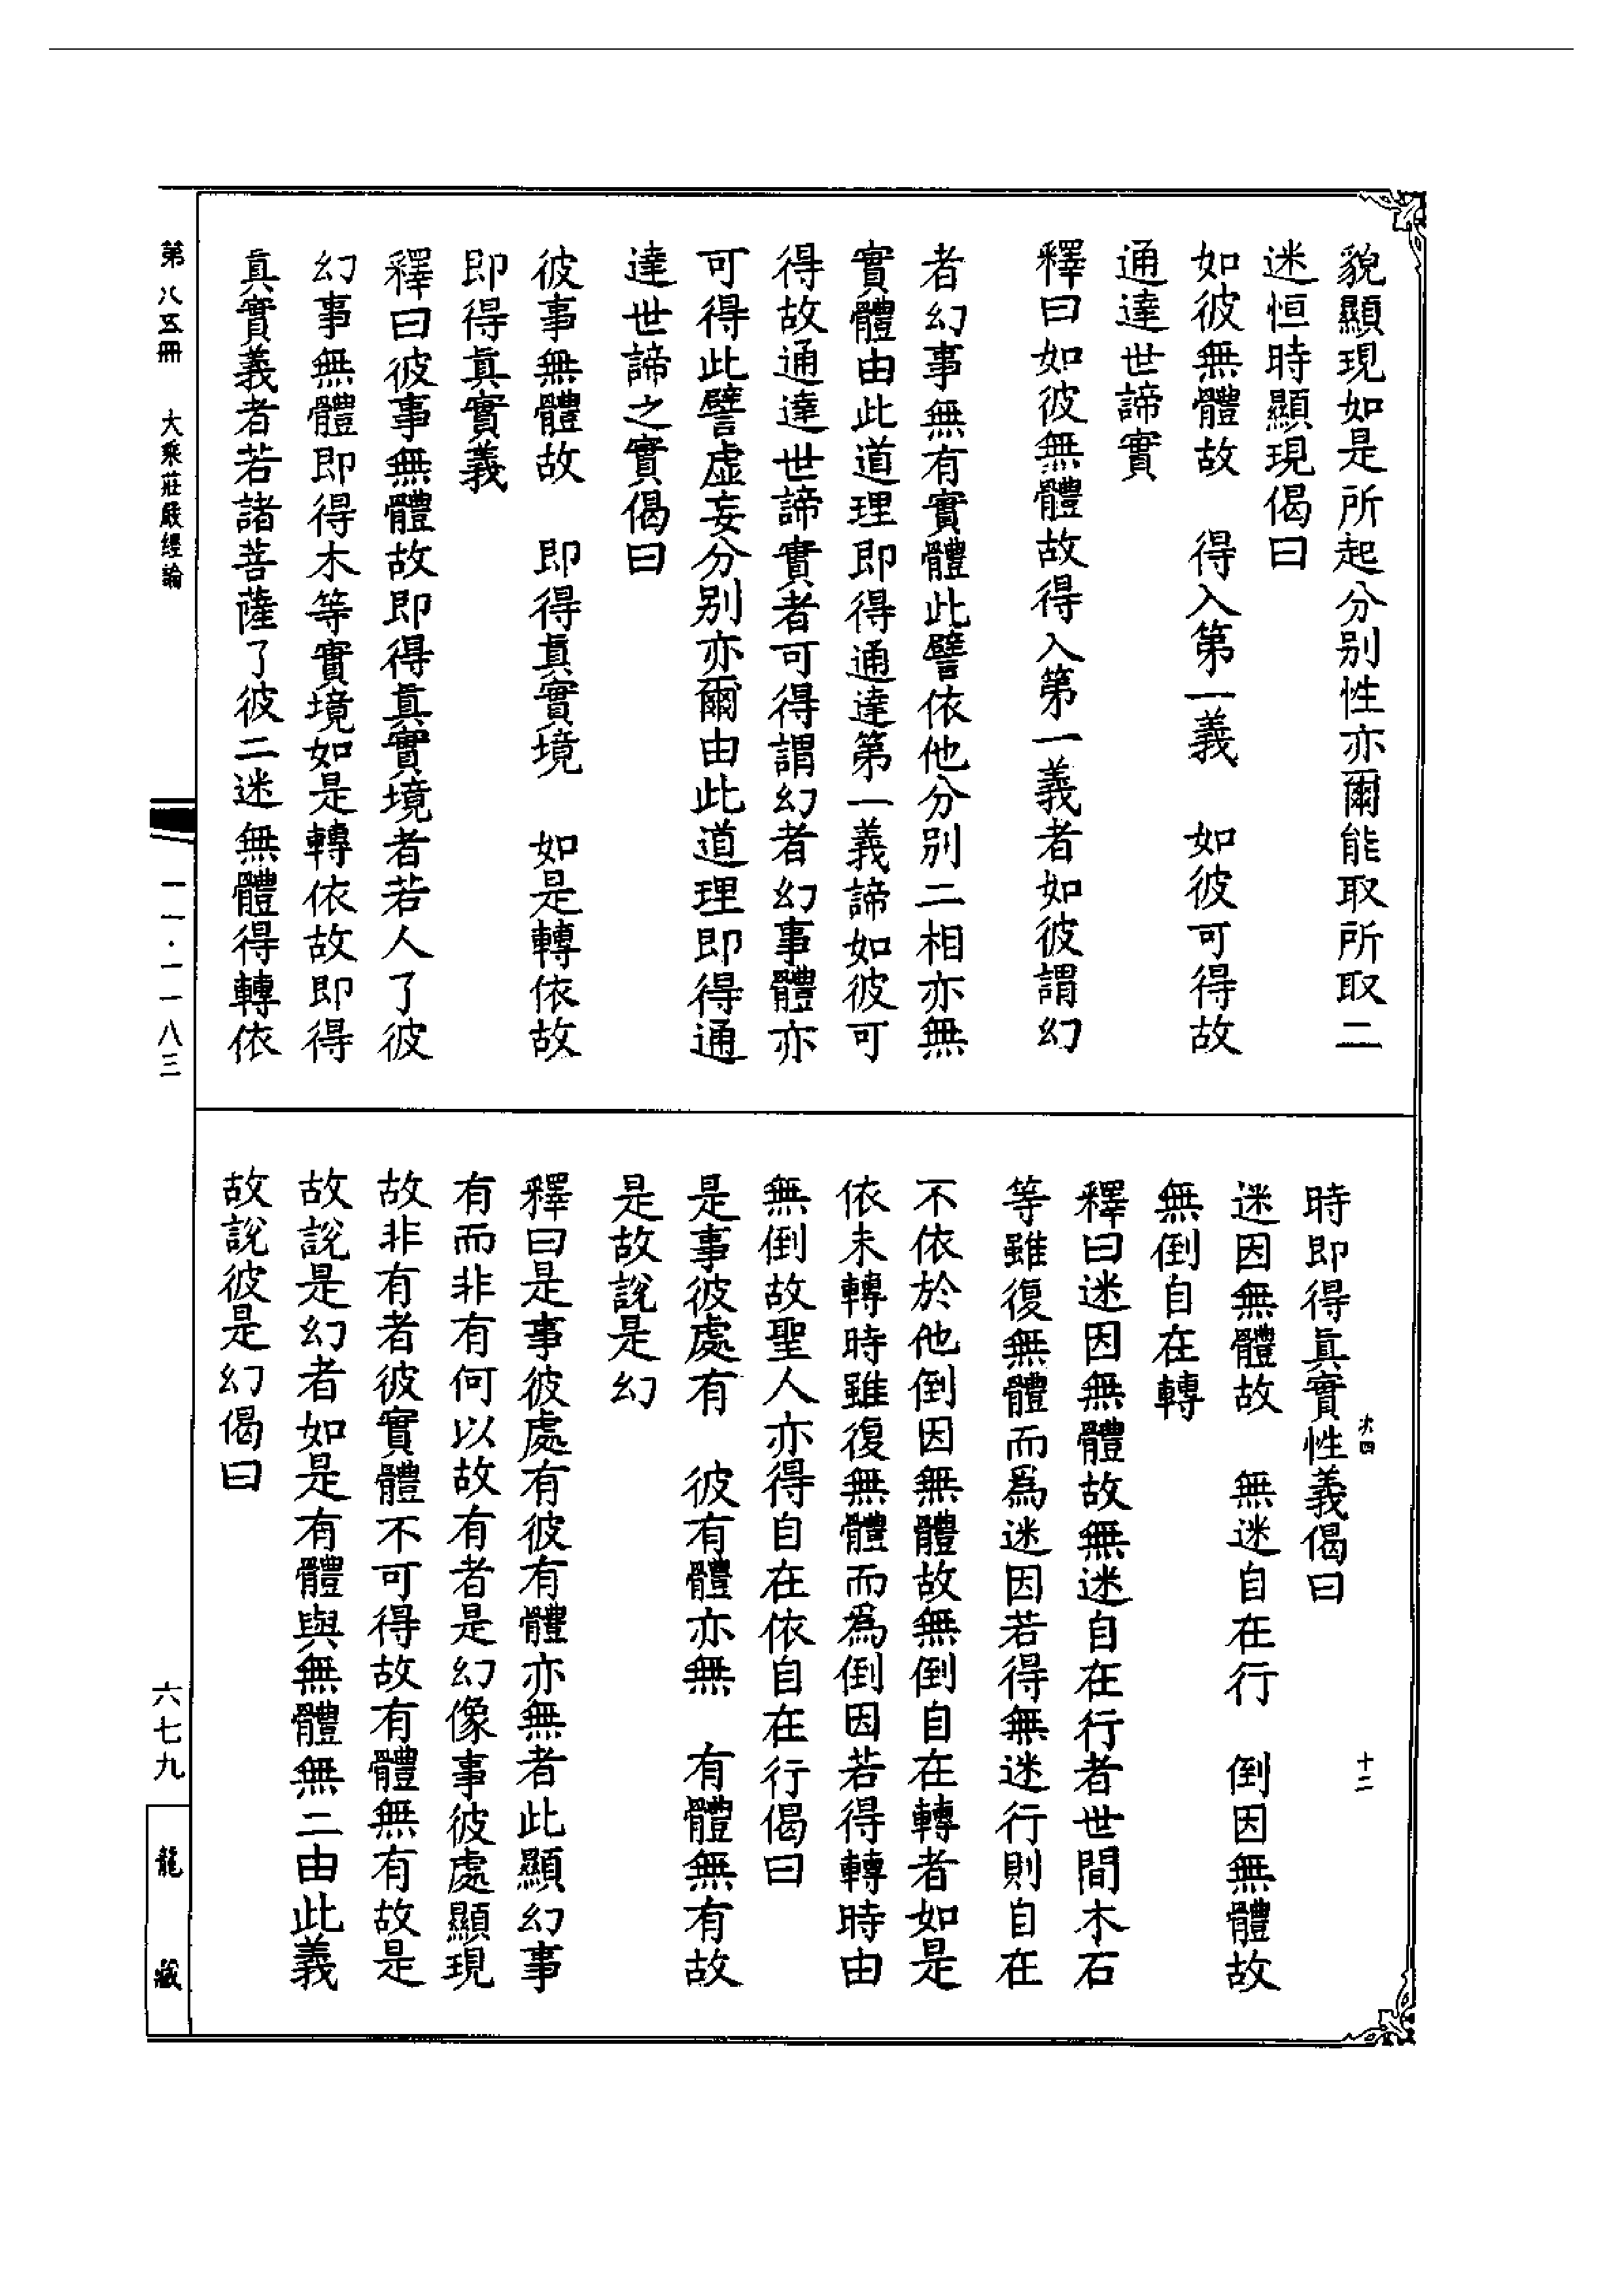 貌顯現如是所起分别性亦爾能取所取二
迷恒時顯現偈曰
如彼無體故　得入第一義　如彼可得故
通達世諦實
釋曰如彼無體故得入第一義者如彼謂幻
者幻事無有實體此譬依他分别二相亦無
實體由此道理即得通達第一義諦如彼可
得故通達世諦實者可得謂幻者幻事體亦
可得此譬虛妄分别亦爾由此道理即得通
達世諦之實偈曰
彼事無體故　即得眞實境　如是轉依故
即得眞實義
釋曰彼事無體故即得眞實境者若人了彼
幻事無體即得木等實境如是轉依故即得
眞實義者若諸菩薩了彼二迷無體得轉依
時即得眞實性義偈曰
迷因無體故　無迷自在行　倒因無體故
無倒自在轉
釋曰迷因無體故無迷自在行者世間木石
等雖復無體而爲迷因若得無迷行則自在
不依於他倒因無體故無倒自在轉者如是
依未轉時雖復無體而爲倒因若得轉時由
無倒故聖人亦得自在依自在行偈曰
是事彼處有　彼有體亦無　有體無有故
是故說是幻
釋曰是事彼處有彼有體亦無者此顯幻事
有而非有何以故有者是幻像事彼處顯現
故非有者彼實體不可得故有體無有故是
故說是幻者如是有體與無體無二由此義
故說彼是幻偈曰
十二
第八五冊　大乘莊嚴經論
一一·一一八三
六七九
龍藏